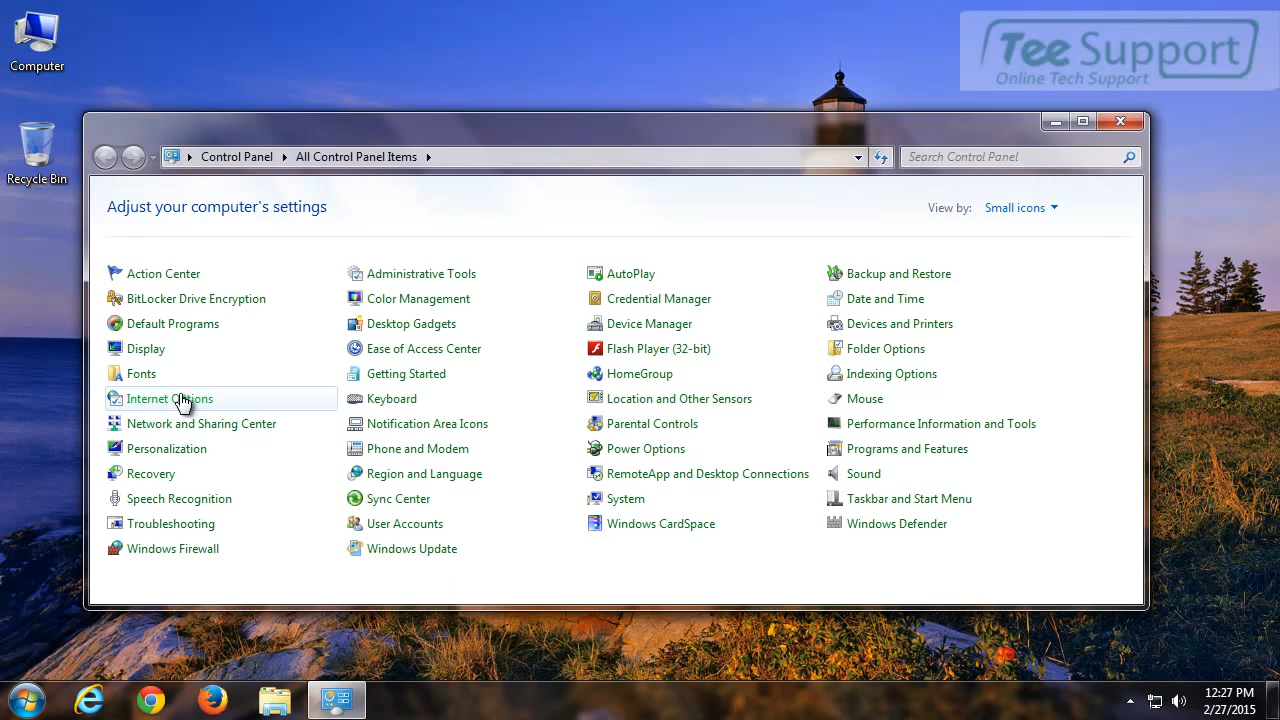 Computer
Tee Support
Online Tech Support
Recycle Bin
Control Panel
All Control Panel Items
Search Control Panel
Adjust your computer's settings
View by:
Small icons
Action Center
Administrative Tools
AutoPlay
Backup and Restore
BitLocker Drive Encryption
Color Management
Credential Manager
Date and Time
Default Programs
Desktop Gadgets
Device Manager
Devices and Printers
Display
Ease of Access Center
Flash Player (32-bit)
Folder Options
Fonts
Getting Started
HomeGroup
Indexing Options
Internet Options
Keyboard
Location and Other Sensors
Mouse
Network and Sharing Center
Notification Area Icons
Parental Controls
Performance Information and Tools
Personalization
Phone and Modem
Power Options
Programs and Features
Recovery
Region and Language
RemoteApp and Desktop Connections
Sound
Speech Recognition
Sync Center
System
Taskbar and Start Menu
Troubleshooting
User Accounts
Windows CardSpace
Windows Defender
Windows Firewall
Windows Update
12:27 PM
2/27/2015